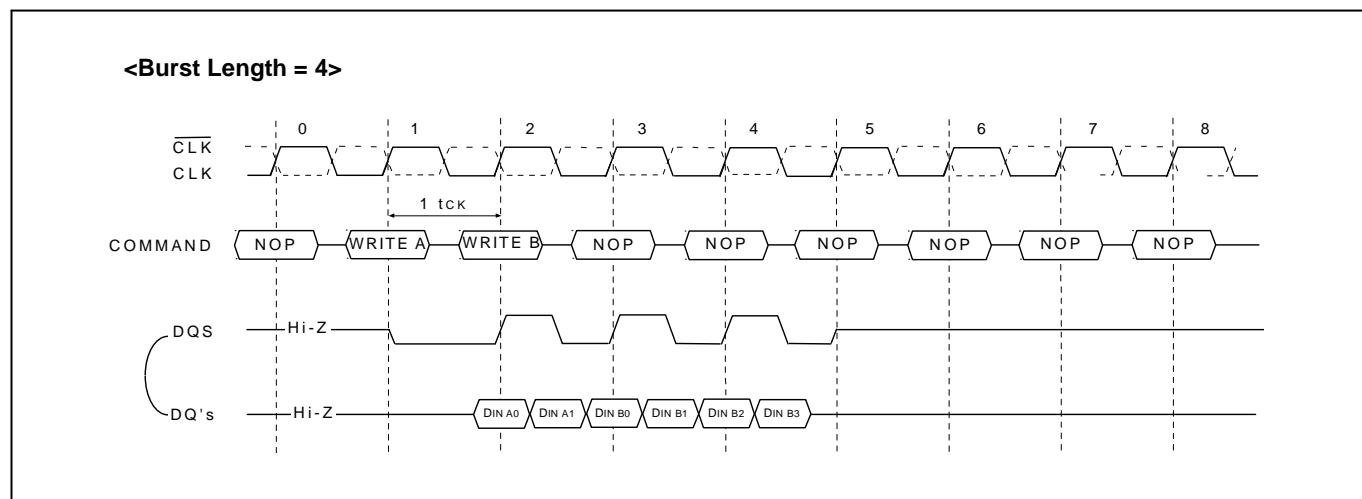 <Burst Length = 4>
0 1 2 3 4 5 6 7 8
CLK
CLK
1 tCK
COMMAND NOP WRITE A WRITE B NOP NOP NOP NOP NOP NOP
DQS Hi-Z
DQ's Hi-Z DIN A0 DIN A1 DIN B0 DIN B1 DIN B2 DIN B3